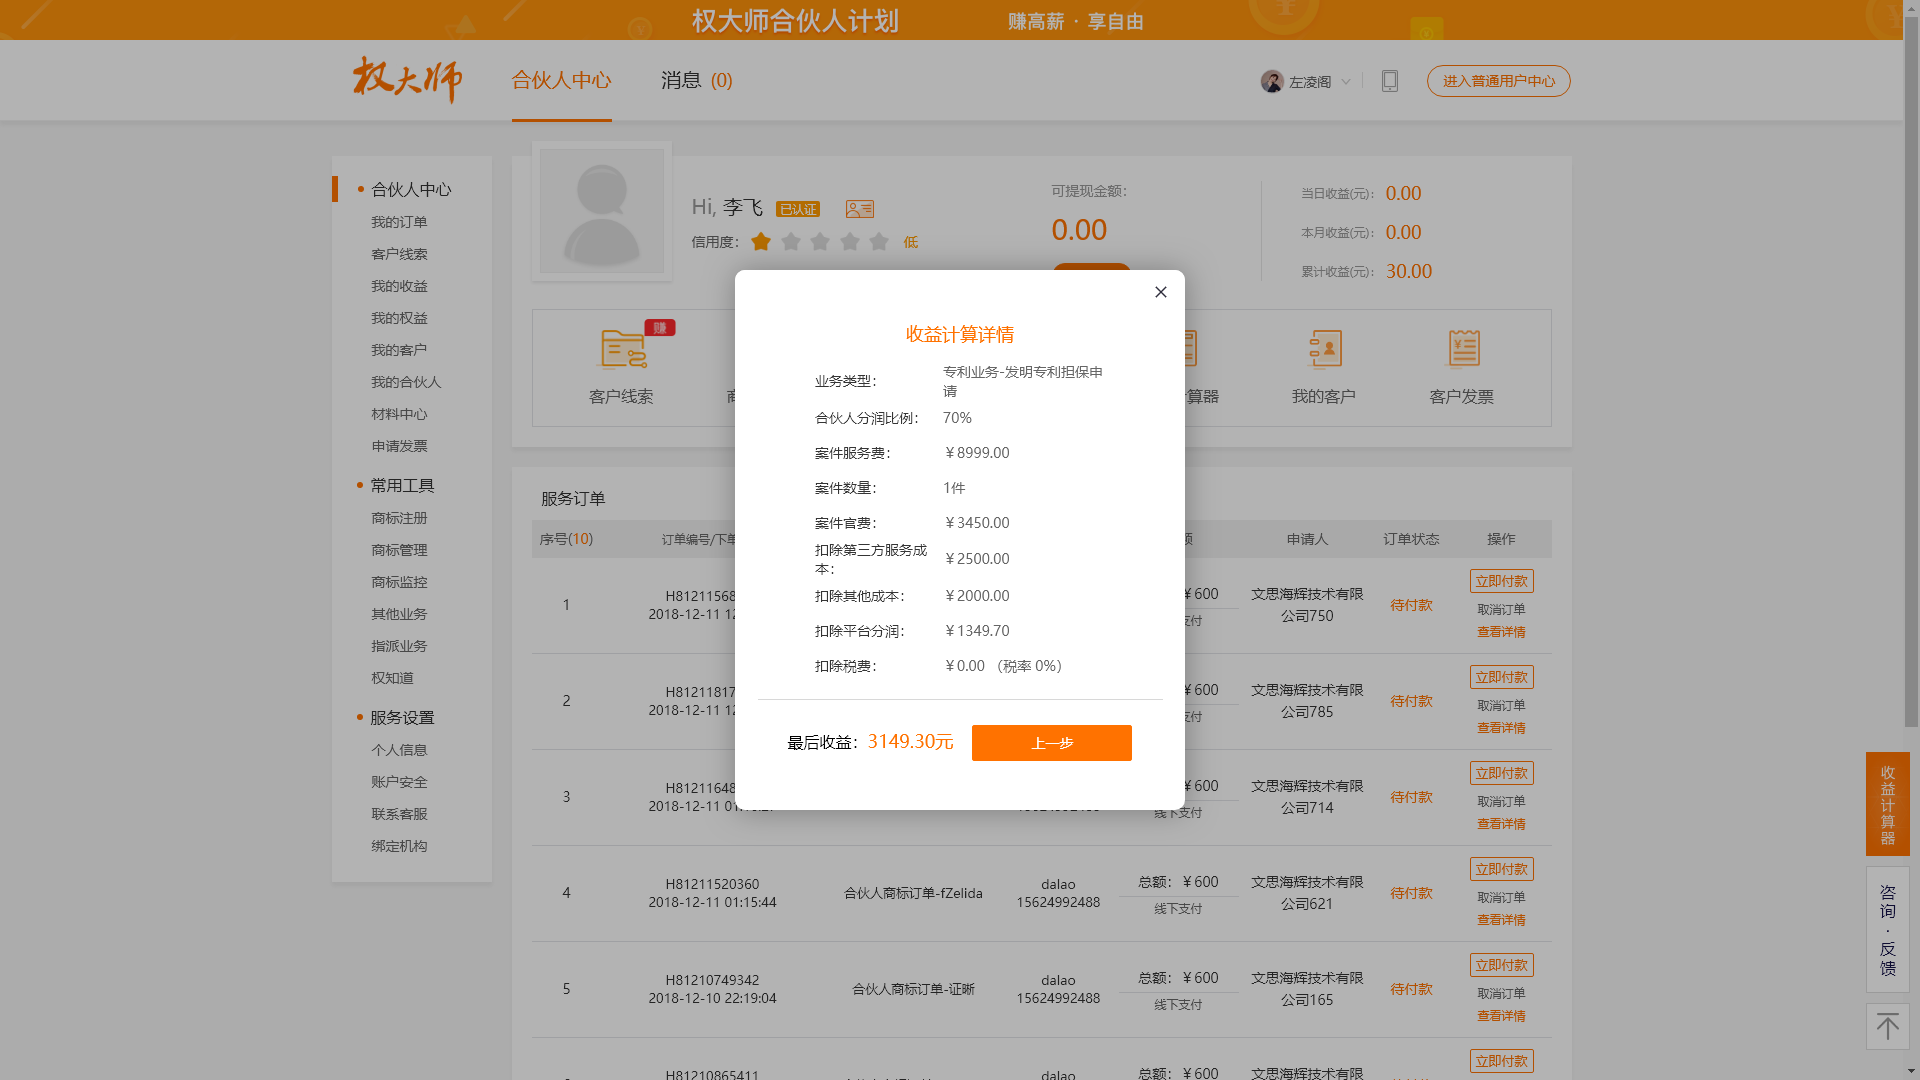 权大师合伙人计划 赚高薪 · 享自由
权大师
合伙人中心
消息 (0)
左凌阁
进入普通用户中心
合伙人中心
我的订单
客户线索
我的收益
我的权益
我的客户
我的合伙人
材料中心
申请发票
常用工具
商标注册
商标管理
商标监控
其他业务
指派业务
权知道
服务设置
个人信息
账户安全
联系客服
绑定机构
Hi, 李飞 已认证
信用度： 低
可提现金额：
0.00
当日收益(元)： 0.00
本月收益(元)： 0.00
累计收益(元)： 30.00
赚
客户线索
算器
我的客户
客户发票
收益计算详情
业务类型： 专利业务-发明专利担保申请
合伙人分润比例： 70%
案件服务费： ￥8999.00
案件数量： 1件
案件官费： ￥3450.00
扣除第三方服务成本： ￥2500.00
扣除其他成本： ￥2000.00
扣除平台分润： ￥1349.70
扣除税费： ￥0.00 （税率 0%）
最后收益：3149.30元
上一步
服务订单
序号(10) 订单编号/下单 申请人 订单状态 操作
1 H81211568 ￥600 文思海辉技术有限公司750 待付款 立即付款
2018-12-11 12 支付 取消订单
查看详情
2 H81211817 ￥600 文思海辉技术有限公司785 待付款 立即付款
2018-12-11 12 支付 取消订单
查看详情
3 H81211648 ￥600 文思海辉技术有限公司714 待付款 立即付款
2018-12-11 01 线下支付 取消订单
查看详情
4 H81211520360 合伙人商标订单-fZelida dalao 总额：￥600 文思海辉技术有限公司621 待付款 立即付款
2018-12-11 01:15:44 15624992488 线下支付 取消订单
查看详情
5 H81210749342 合伙人商标订单-证晰 dalao 总额：￥600 文思海辉技术有限公司165 待付款 立即付款
2018-12-10 22:19:04 15624992488 线下支付 取消订单
查看详情
H81210865411 dalao 总额：￥600 文思海辉技术有限 立即付款
收益计算器
咨询·反馈